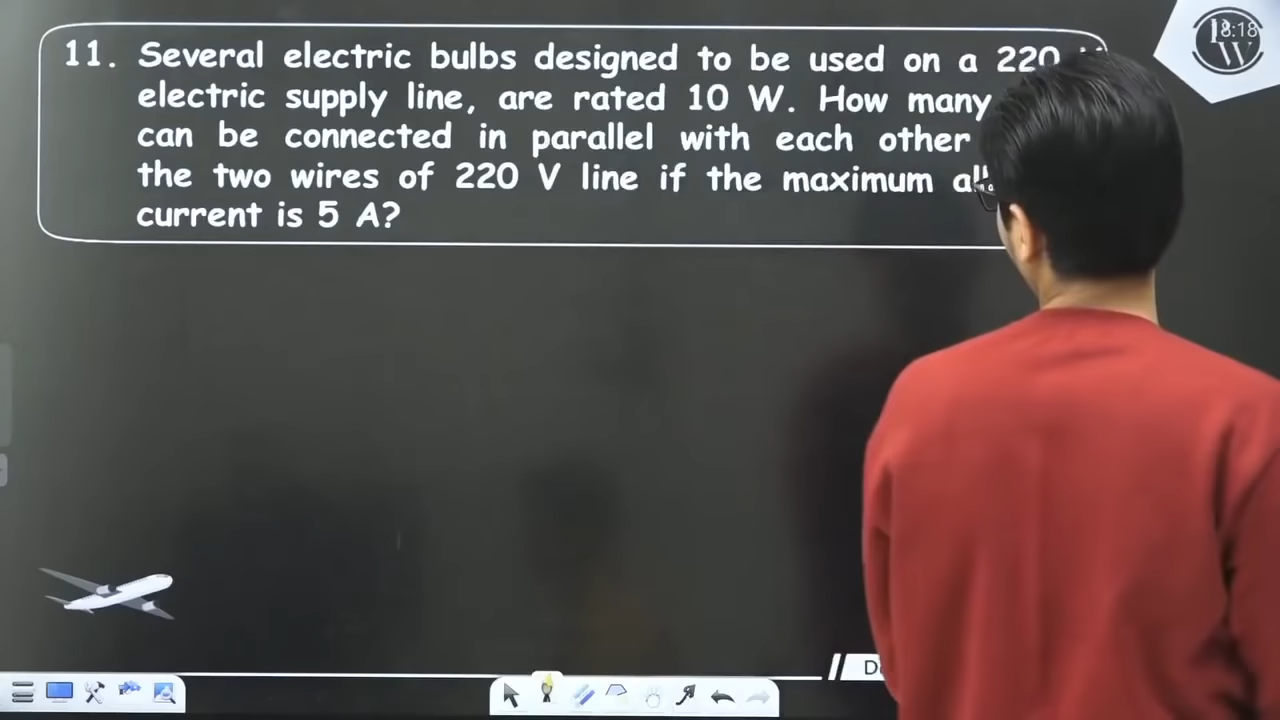 11. Several electric bulbs designed to be used on a 220
electric supply line, are rated 10 W. How many
can be connected in parallel with each other
the two wires of 220 V line if the maximum
current is 5 A?
18:18
W